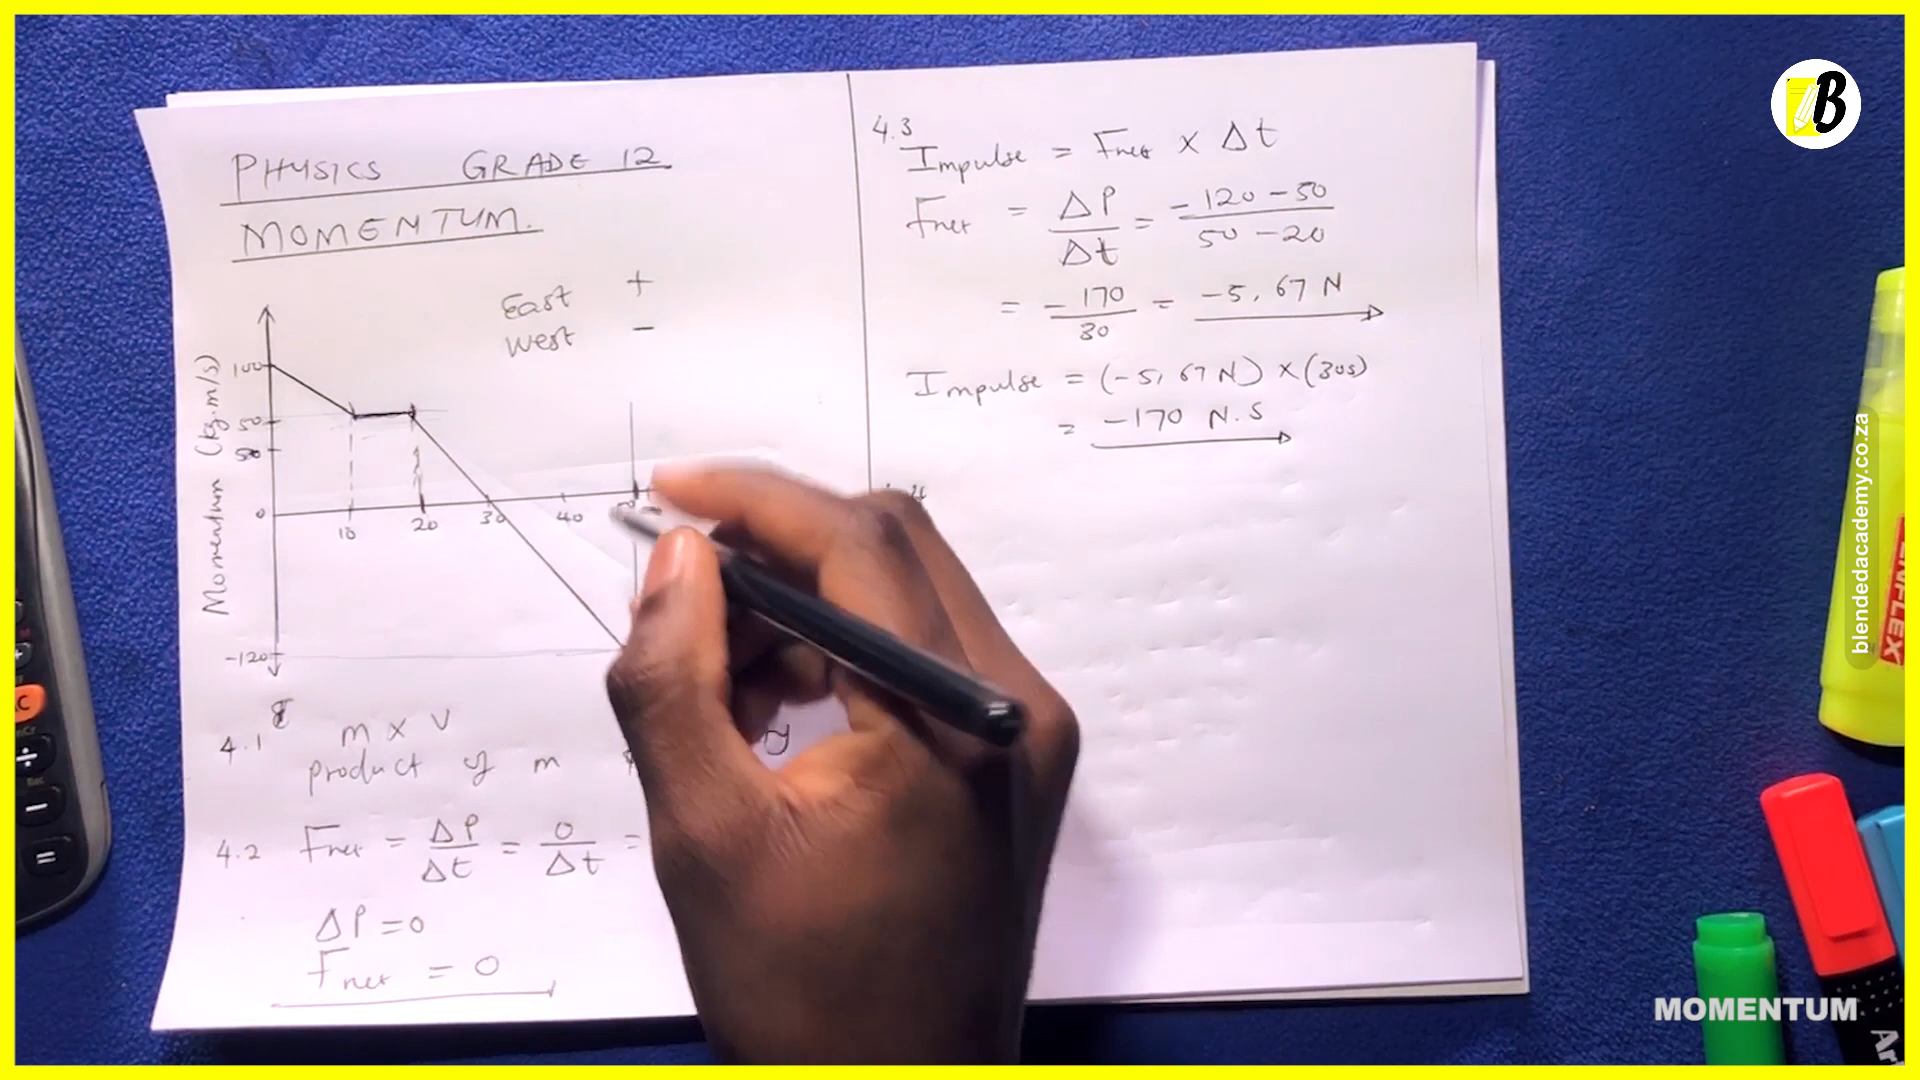 PHYSICS GRADE 12
MOMENTUM.
East +
West -
Momentum (kg.m/s)
150
50
0
10
20
30
40
-120
4.1
m x v
product of m
4.2 Fnet = ΔP/Δt = 0/Δt =
ΔP = 0
Fnet = 0
4.3
Impulse = Fnet x Δt
Fnet = ΔP/Δt = -120 - 50/50 - 20
= -170/30 = -5,67 N
Impulse = (-5,67 N) x (30s)
= -170 N.S
B
blendedacademy.co.za
MOMENTUM
AC
÷
-
=